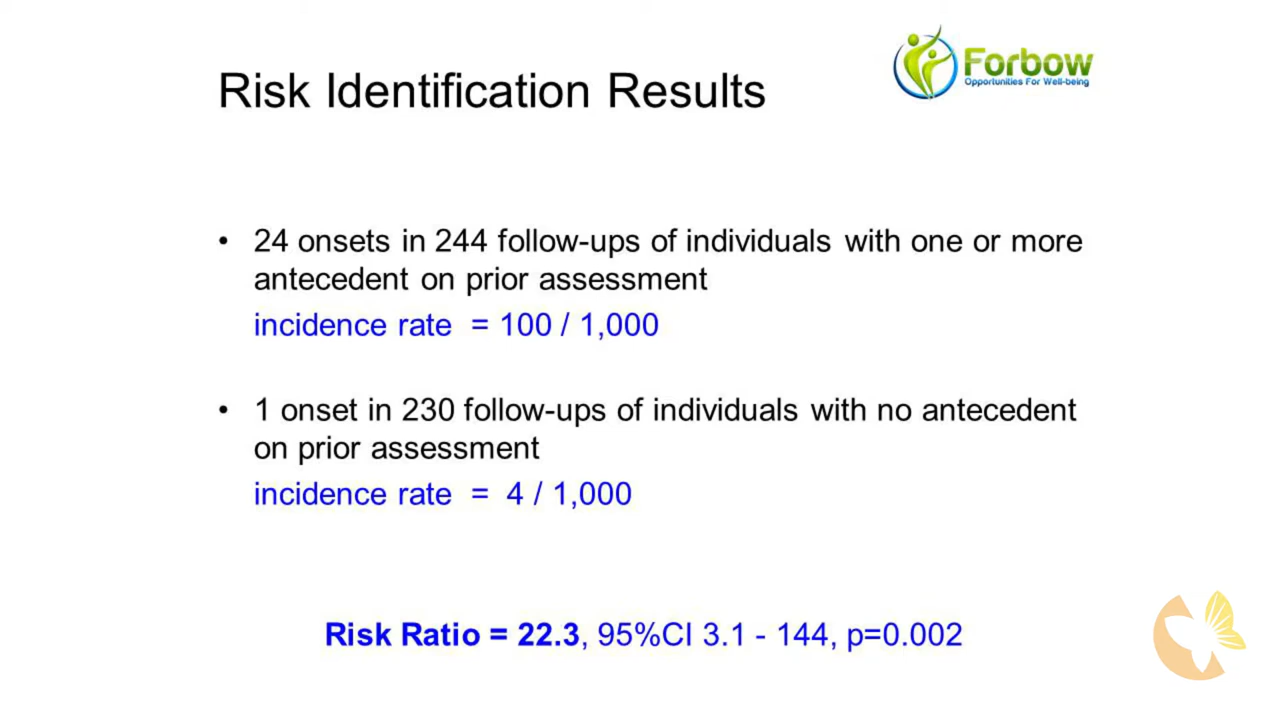 Risk Identification Results
Forbow
Opportunities For Well-being
• 24 onsets in 244 follow-ups of individuals with one or more
antecedent on prior assessment
incidence rate = 100 / 1,000
• 1 onset in 230 follow-ups of individuals with no antecedent
on prior assessment
incidence rate = 4 / 1,000
Risk Ratio = 22.3, 95%CI 3.1 - 144, p=0.002